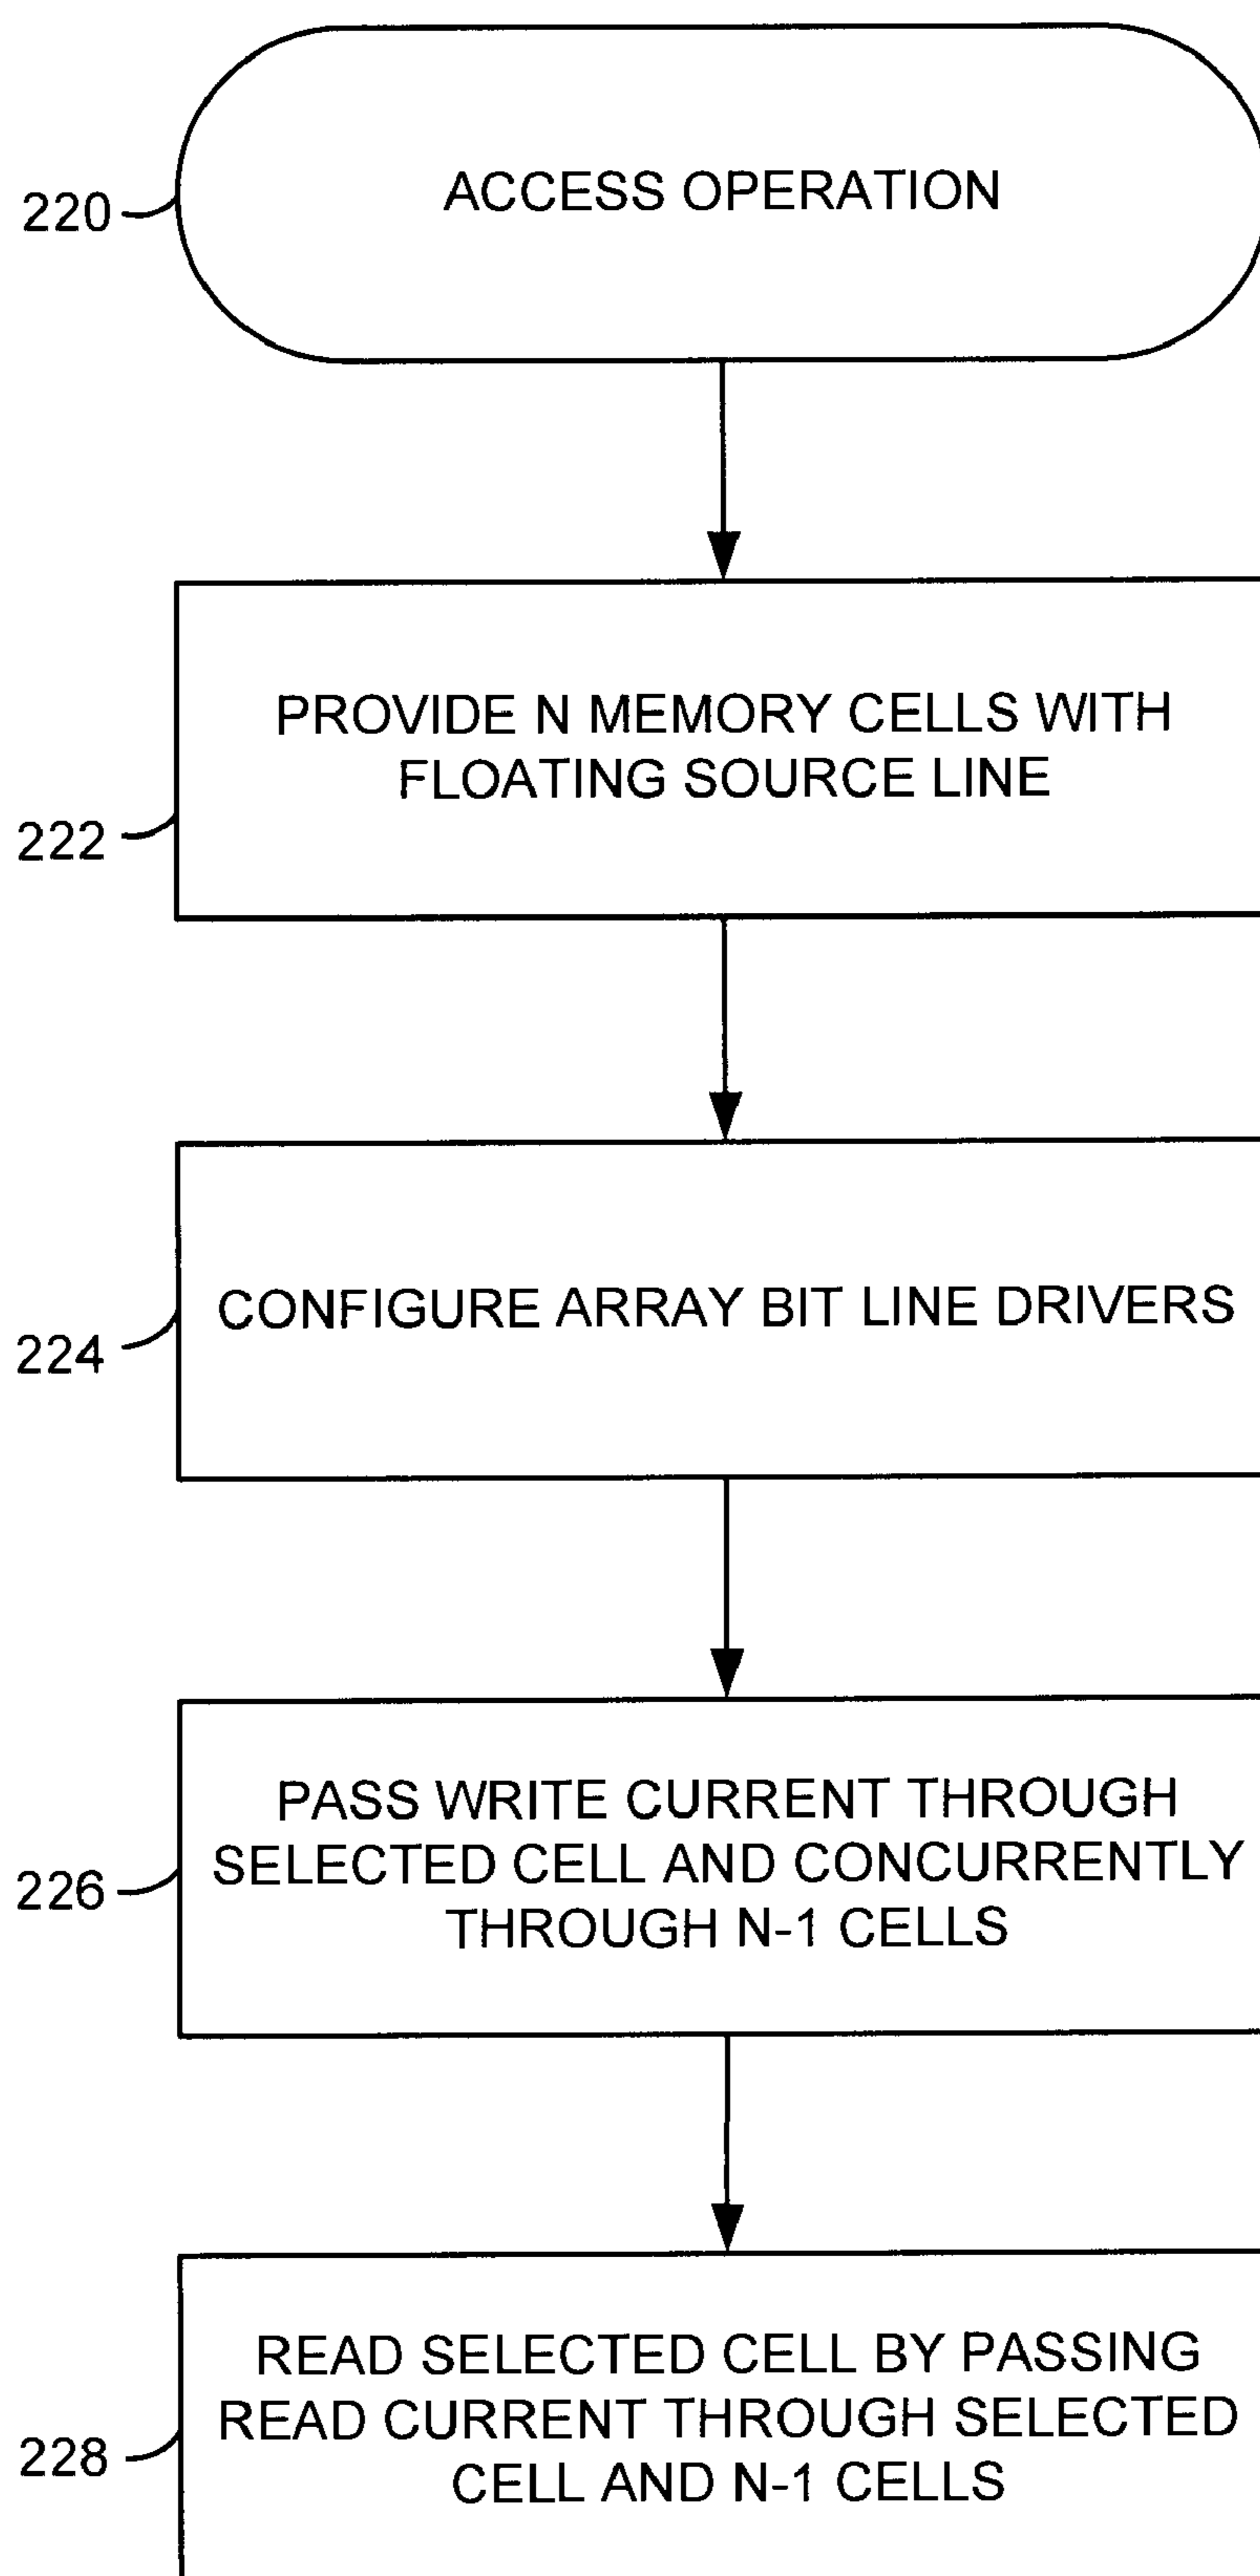 ACCESS OPERATION
220
PROVIDE N MEMORY CELLS WITH
FLOATING SOURCE LINE
222
CONFIGURE ARRAY BIT LINE DRIVERS
224
PASS WRITE CURRENT THROUGH
SELECTED CELL AND CONCURRENTLY
THROUGH N-1 CELLS
226
READ SELECTED CELL BY PASSING
READ CURRENT THROUGH SELECTED
CELL AND N-1 CELLS
228